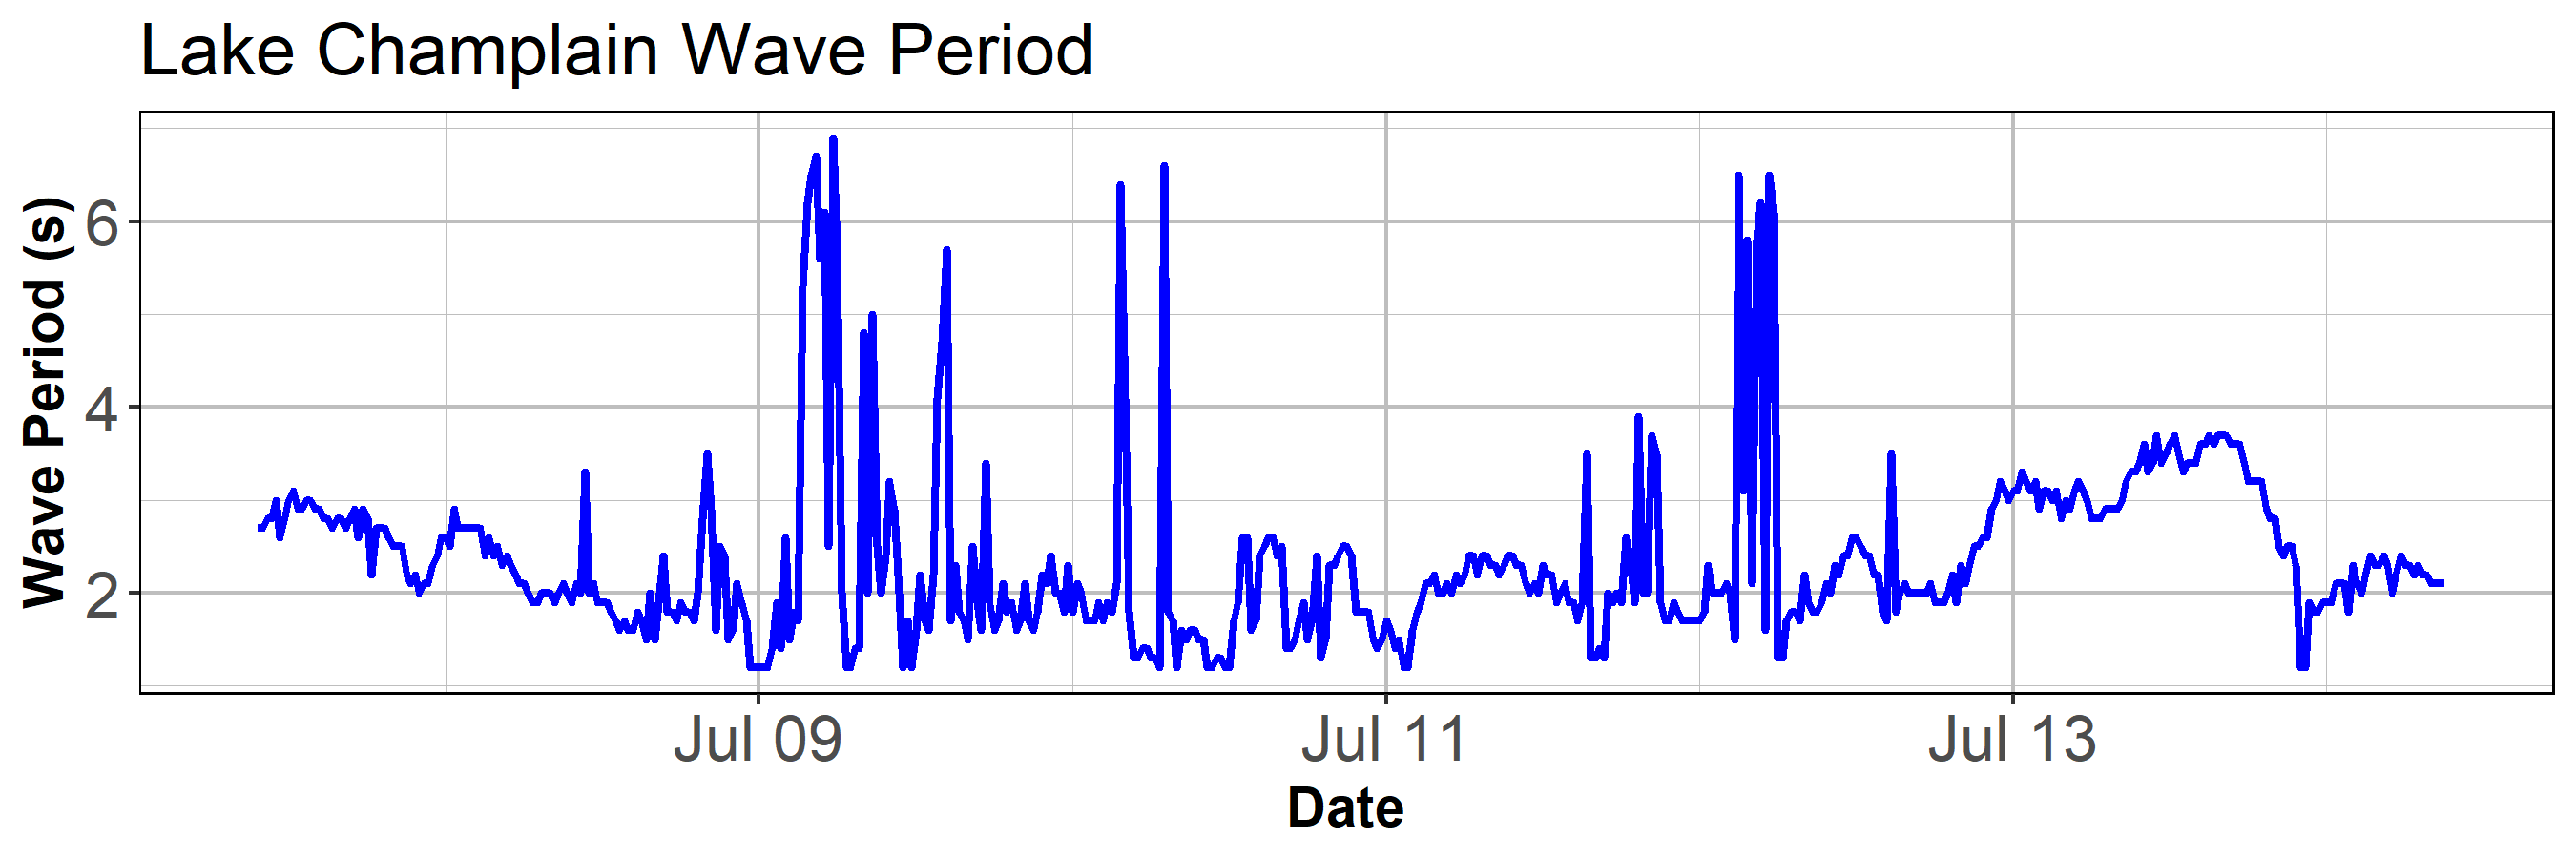 Lake Champlain Wave Period
Wave Period (s)
6
4
2
Jul 09 Jul 11 Jul 13
Date